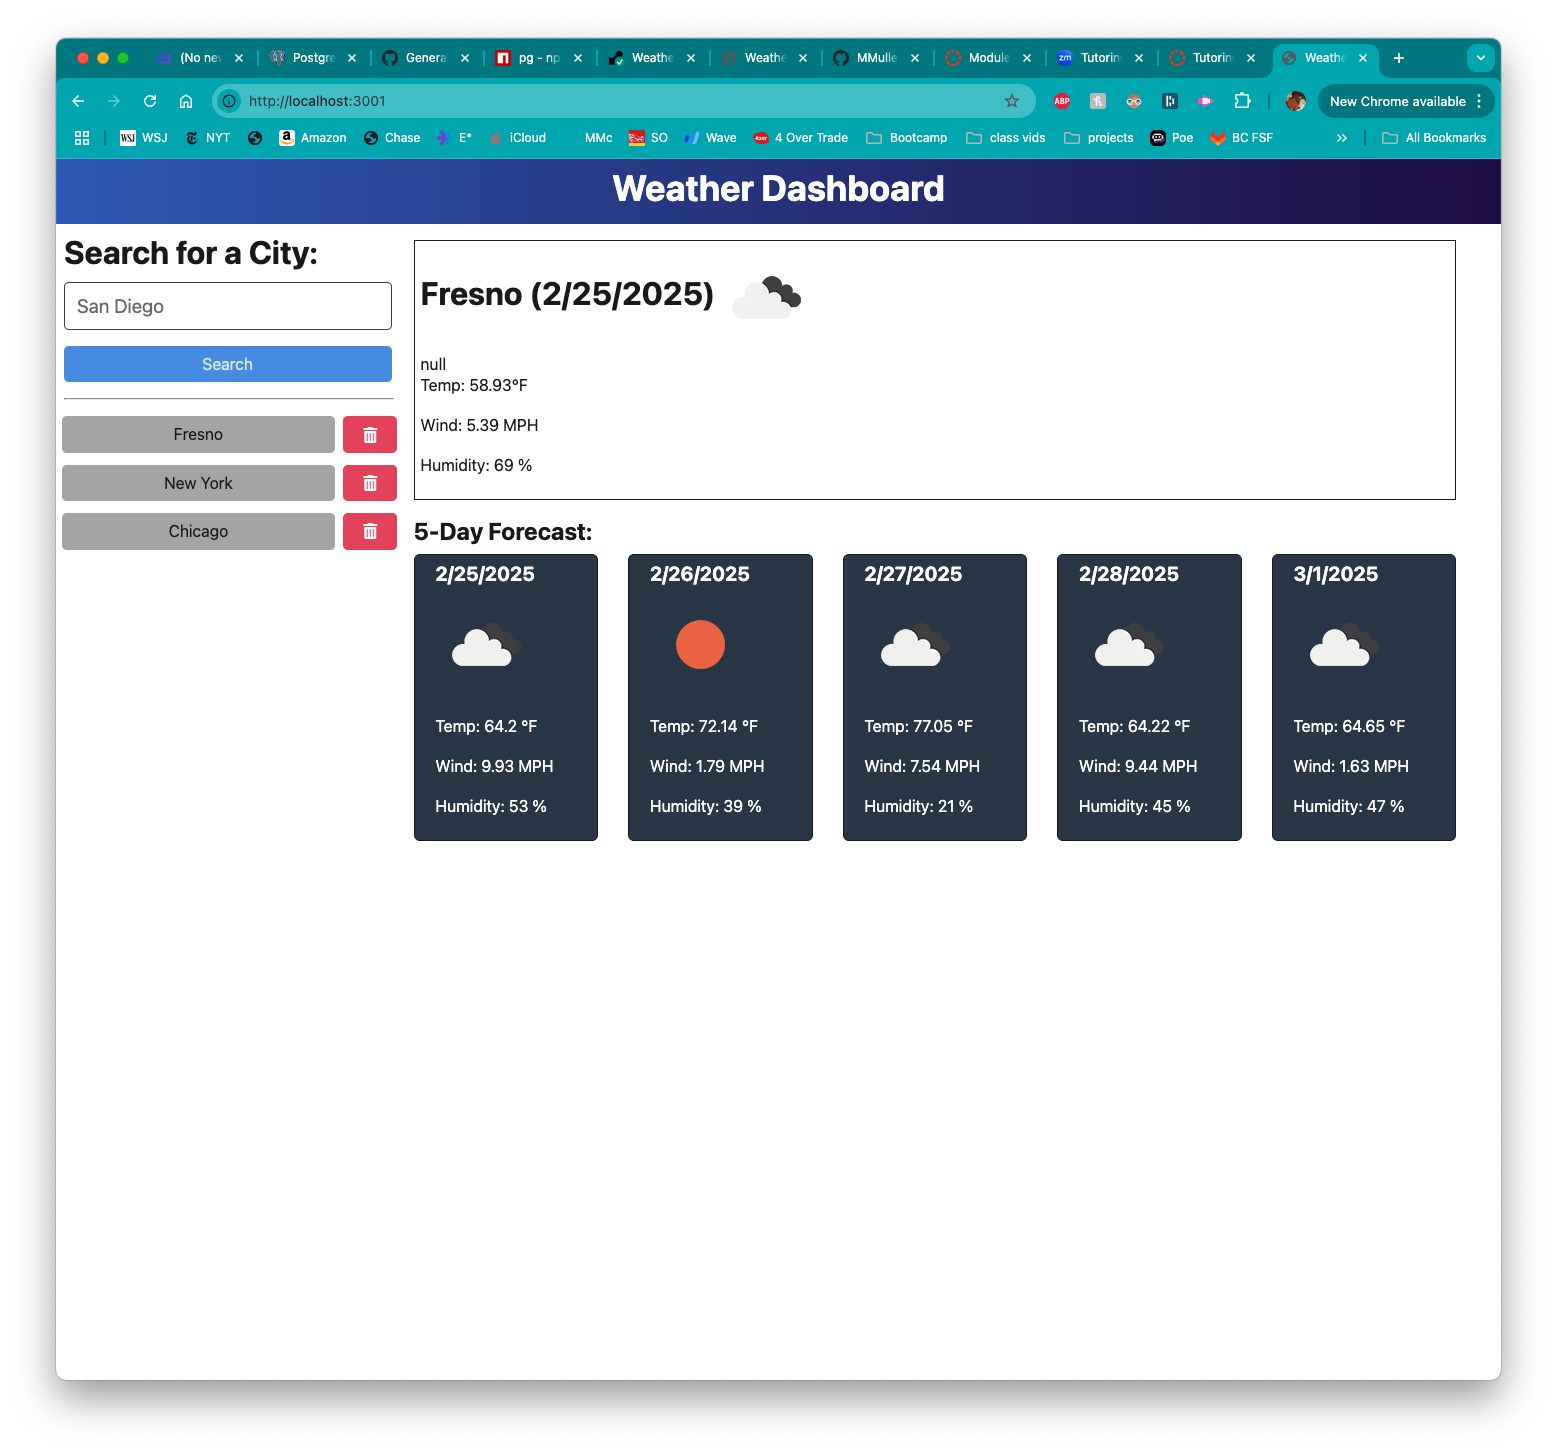 (No ne
Postgre
Genera
pg - np
Weathe
Weathe
MMulle
Module
zm
Tutoring
Tutoring
Weathe
http://localhost:3001
ABP
New Chrome available
WSJ WSJ
NYT
Amazon
Chase
E*
iCloud
MMc
SO
Wave
4 Over Trade
Bootcamp
class vids
projects
Poe
BC FSF
All Bookmarks
Weather Dashboard
Search for a City:
San Diego
Search
Fresno
New York
Chicago
Fresno (2/25/2025)
null
Temp: 58.93°F
Wind: 5.39 MPH
Humidity: 69 %
5-Day Forecast:
2/25/2025
Temp: 64.2 °F
Wind: 9.93 MPH
Humidity: 53 %
2/26/2025
Temp: 72.14 °F
Wind: 1.79 MPH
Humidity: 39 %
2/27/2025
Temp: 77.05 °F
Wind: 7.54 MPH
Humidity: 21 %
2/28/2025
Temp: 64.22 °F
Wind: 9.44 MPH
Humidity: 45 %
3/1/2025
Temp: 64.65 °F
Wind: 1.63 MPH
Humidity: 47 %